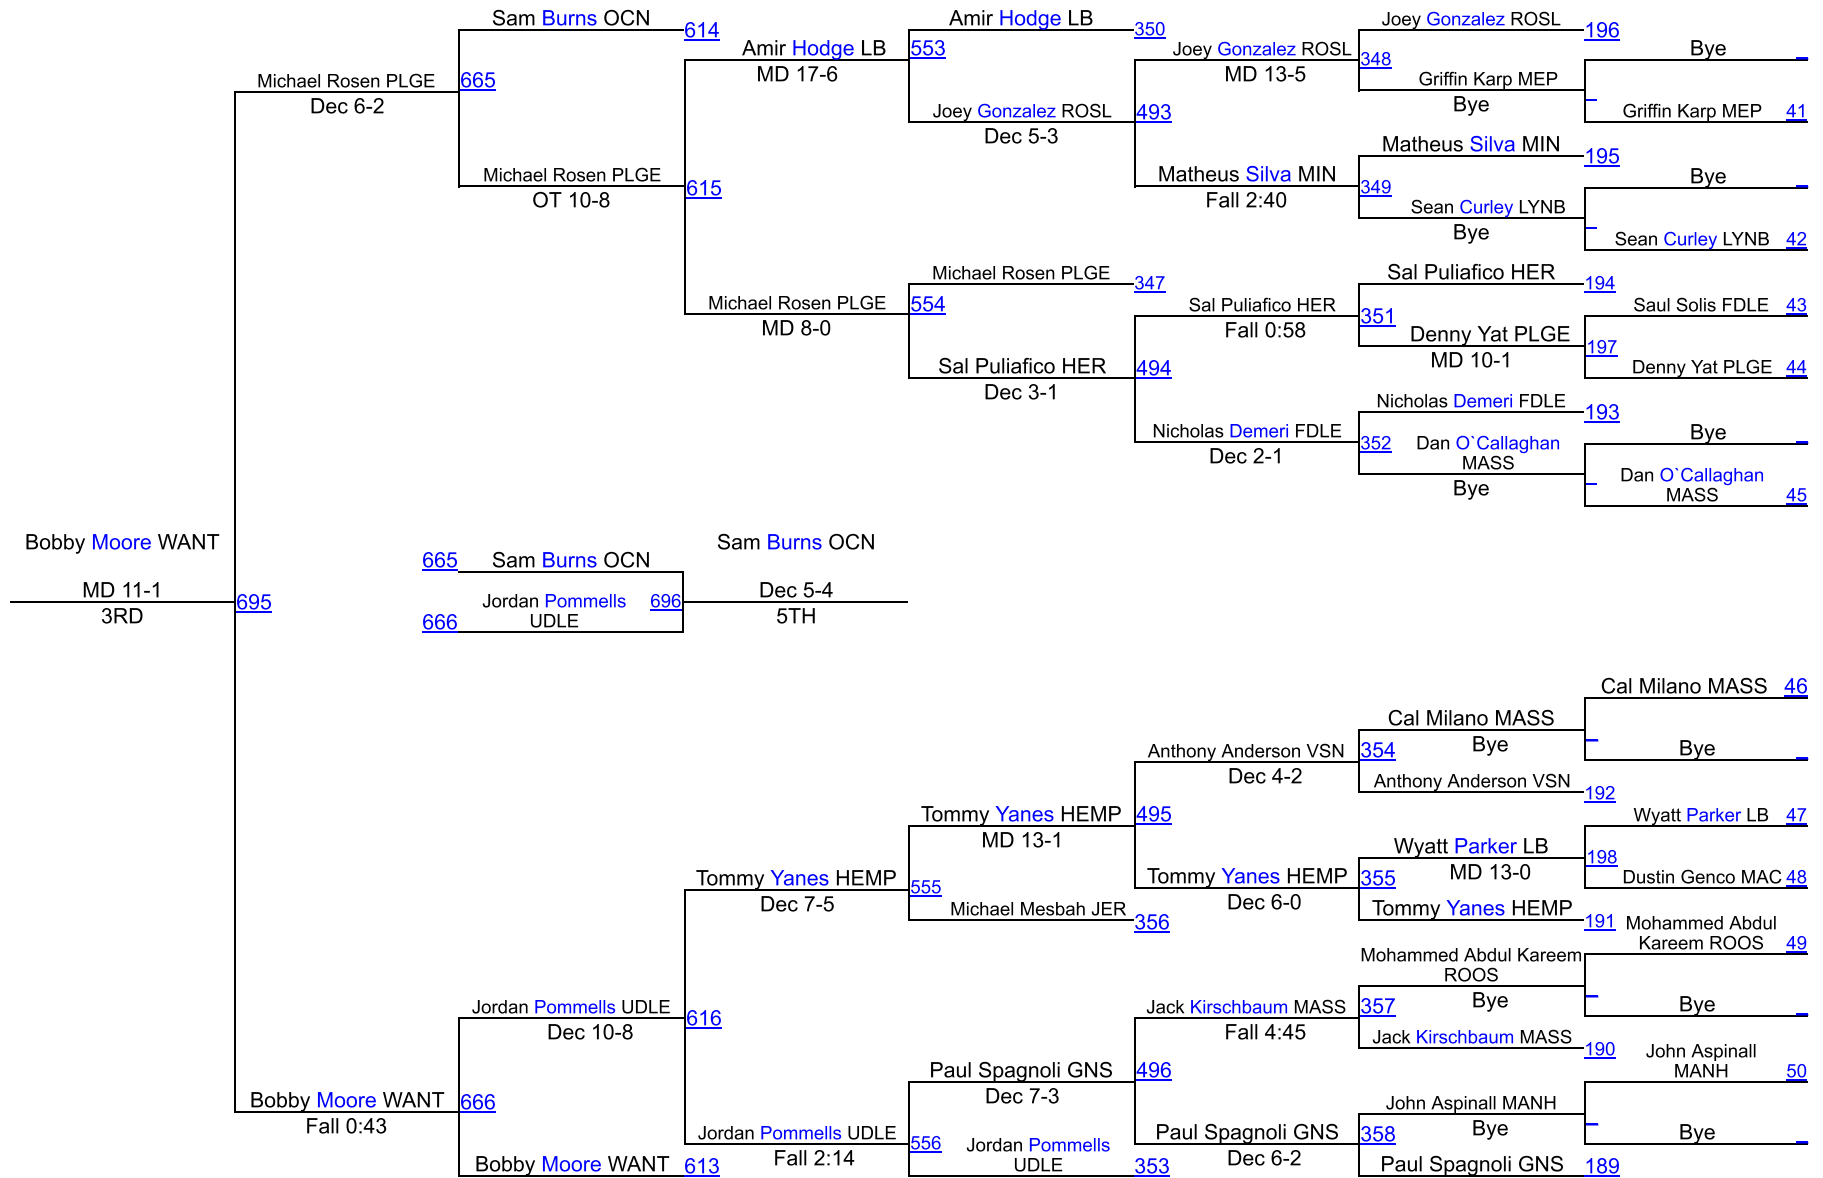 Sam Burns OCN
614
Amir Hodge LB
350
Joey Gonzalez ROSL
196
Amir Hodge LB
553
Joey Gonzalez ROSL
348
Bye
MD 17-6
MD 13-5
Michael Rosen PLGE
665
Griffin Karp MEP
Dec 6-2
Joey Gonzalez ROSL
493
Bye
Griffin Karp MEP
41
Dec 5-3
Matheus Silva MIN
195
Michael Rosen PLGE
615
Matheus Silva MIN
349
Bye
OT 10-8
Fall 2:40
Sean Curley LYNB
Bye
Sean Curley LYNB
42
Michael Rosen PLGE
347
Sal Puliafico HER
194
Michael Rosen PLGE
554
Sal Puliafico HER
351
Saul Solis FDLE
43
MD 8-0
Fall 0:58
Denny Yat PLGE
197
MD 10-1
Sal Puliafico HER
494
Denny Yat PLGE
44
Dec 3-1
Nicholas Demeri FDLE
193
Nicholas Demeri FDLE
352
Dan O`Callaghan
MASS
Bye
Dec 2-1
Bye
Dan O`Callaghan
MASS
45
Bobby Moore WANT
MD 11-1
3RD
695
665
Sam Burns OCN
Sam Burns OCN
Jordan Pommells
UDLE
696
Dec 5-4
666
5TH
Cal Milano MASS
46
Cal Milano MASS
Bye
354
Bye
Anthony Anderson VSN
Dec 4-2
Anthony Anderson VSN
192
Tommy Yanes HEMP
495
Wyatt Parker LB
47
MD 13-1
Wyatt Parker LB
198
Tommy Yanes HEMP
555
Tommy Yanes HEMP
355
MD 13-0
Dustin Genco MAC
48
Dec 7-5
Dec 6-0
Michael Mesbah JER
356
Tommy Yanes HEMP
191
Mohammed Abdul
Kareem ROOS
49
Mohammed Abdul Kareem
ROOS
Jordan Pommells UDLE
616
Jack Kirschbaum MASS
357
Bye
Bye
Dec 10-8
Fall 4:45
Jack Kirschbaum MASS
190
John Aspinall
MANH
50
Paul Spagnoli GNS
496
Dec 7-3
Bobby Moore WANT
666
John Aspinall MANH
Fall 0:43
Jordan Pommells UDLE
556
Paul Spagnoli GNS
358
Bye
Bye
Fall 2:14
Jordan Pommells
UDLE
353
Dec 6-2
Bobby Moore WANT
613
Paul Spagnoli GNS
189